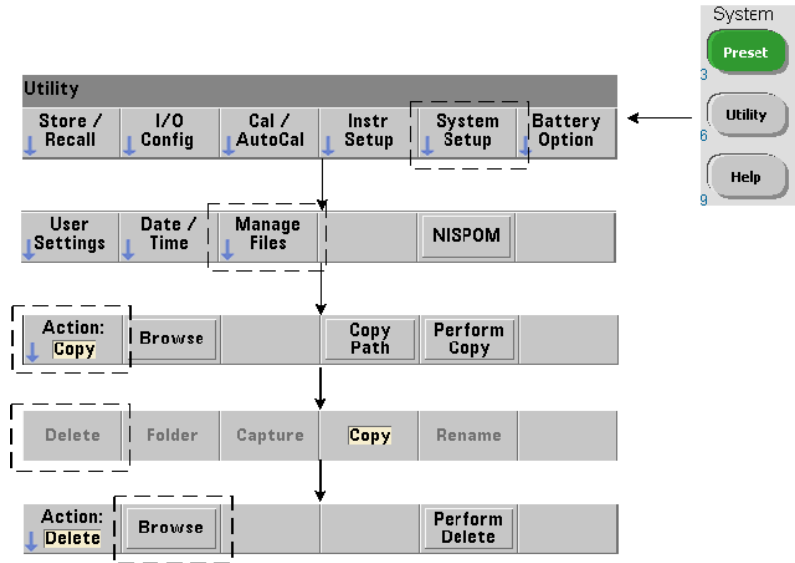 System
Preset
3
Utility
6
Help
9
Utility
Store /
Recall
I/O
Config
Cal /
AutoCal
Instr
Setup
System
Setup
Battery
Option
User
Settings
Date /
Time
Manage
Files
NISPOM
Action:
Copy
Browse
Copy
Path
Perform
Copy
Delete
Folder
Capture
Copy
Rename
Action:
Delete
Browse
Perform
Delete